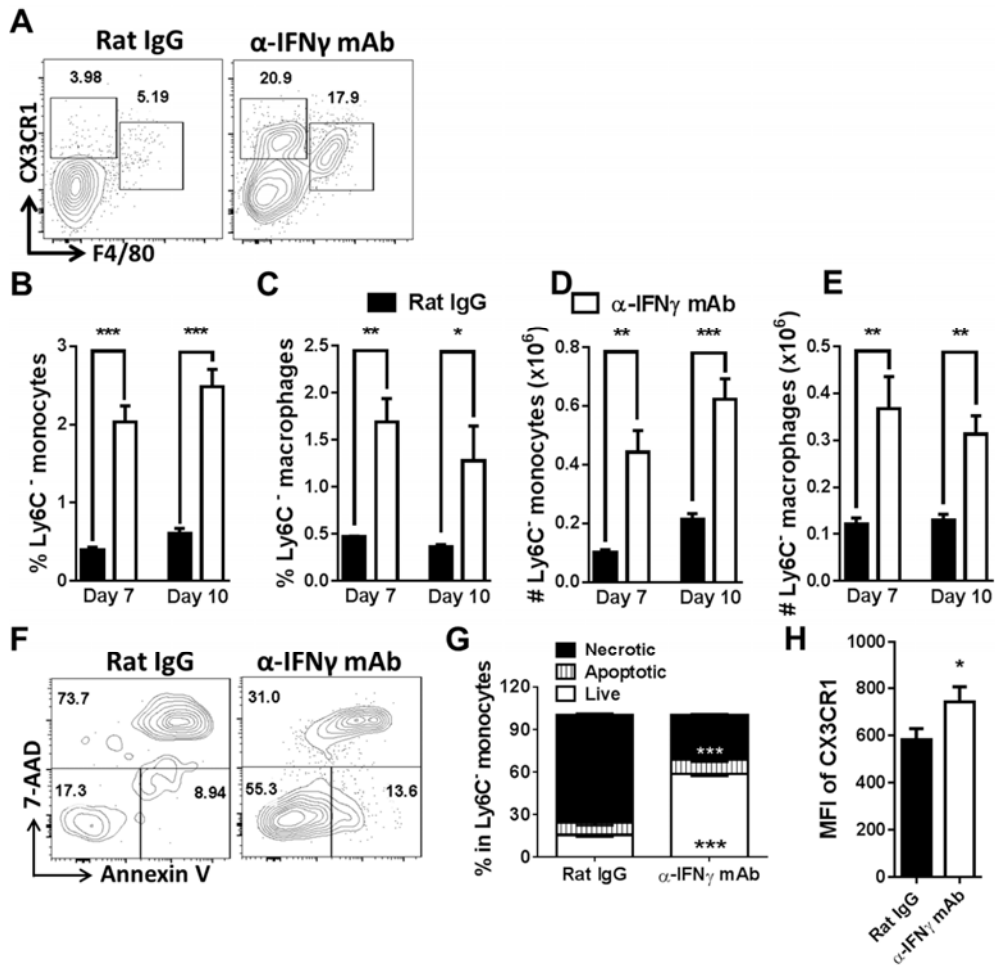 A
Rat IgG α-IFNγ mAb
3.98 5.19 20.9 17.9
CX3CR1
F4/80
B C D E
Rat IgG α-IFNγ mAb
*** *** ** * ** *** ** **
% Ly6C⁻ monocytes
3
2
1
0
Day 7 Day 10
% Ly6C⁻ macrophages
2.5
2.0
1.5
1.0
0.5
0.0
Day 7 Day 10
# Ly6C⁻ monocytes (x10⁶)
0.8
0.6
0.4
0.2
0.0
Day 7 Day 10
# Ly6C⁻ macrophages (x10⁶)
0.5
0.4
0.3
0.2
0.1
0.0
Day 7 Day 10
F
Rat IgG α-IFNγ mAb
73.7 31.0
17.3 8.94 55.3 13.6
7-AAD
Annexin V
G
Necrotic
Apoptotic
Live
% in Ly6C⁻ monocytes
120
90
60
30
0
***
***
Rat IgG α-IFNγ mAb
H
MFI of CX3CR1
1000
800
600
400
200
0
*
Rat IgG
α-IFNγ mAb